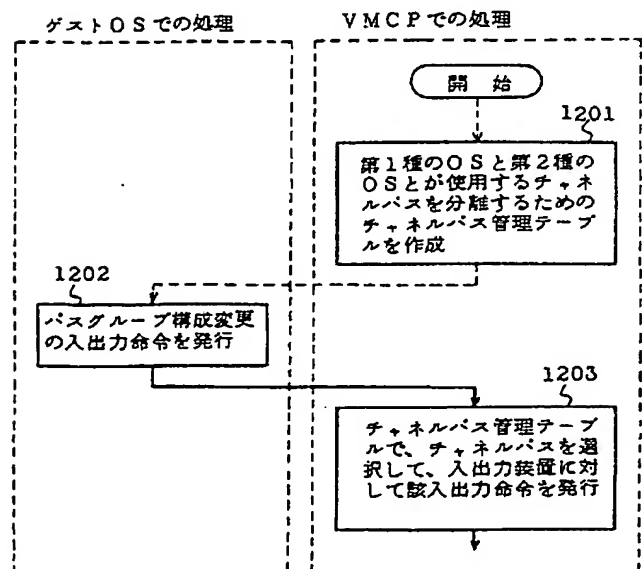 ゲストOSでの処理
VMCPでの処理
開 始
1201
第1種のOSと第2種の
OSとが使用するチャネ
ルパスを分離するための
チャネルパス管理テーブ
ルを作成
1202
パスグループ構成変更
の入出力命令を発行
1203
チャネルパス管理テーブ
ルで、チャネルパスを選
択して、入出力装置に対
して該入出力命令を発行